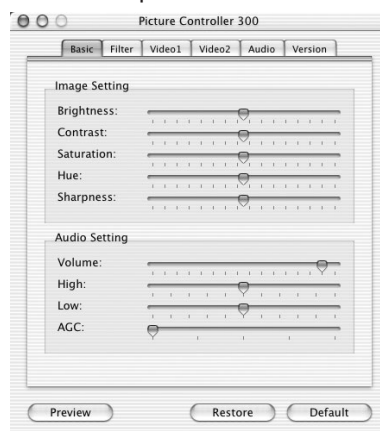 Picture Controller 300
Basic Filter Video1 Video2 Audio Version
Image Setting
Brightness:
Contrast:
Saturation:
Hue:
Sharpness:
Audio Setting
Volume:
High:
Low:
AGC:
Preview Restore Default